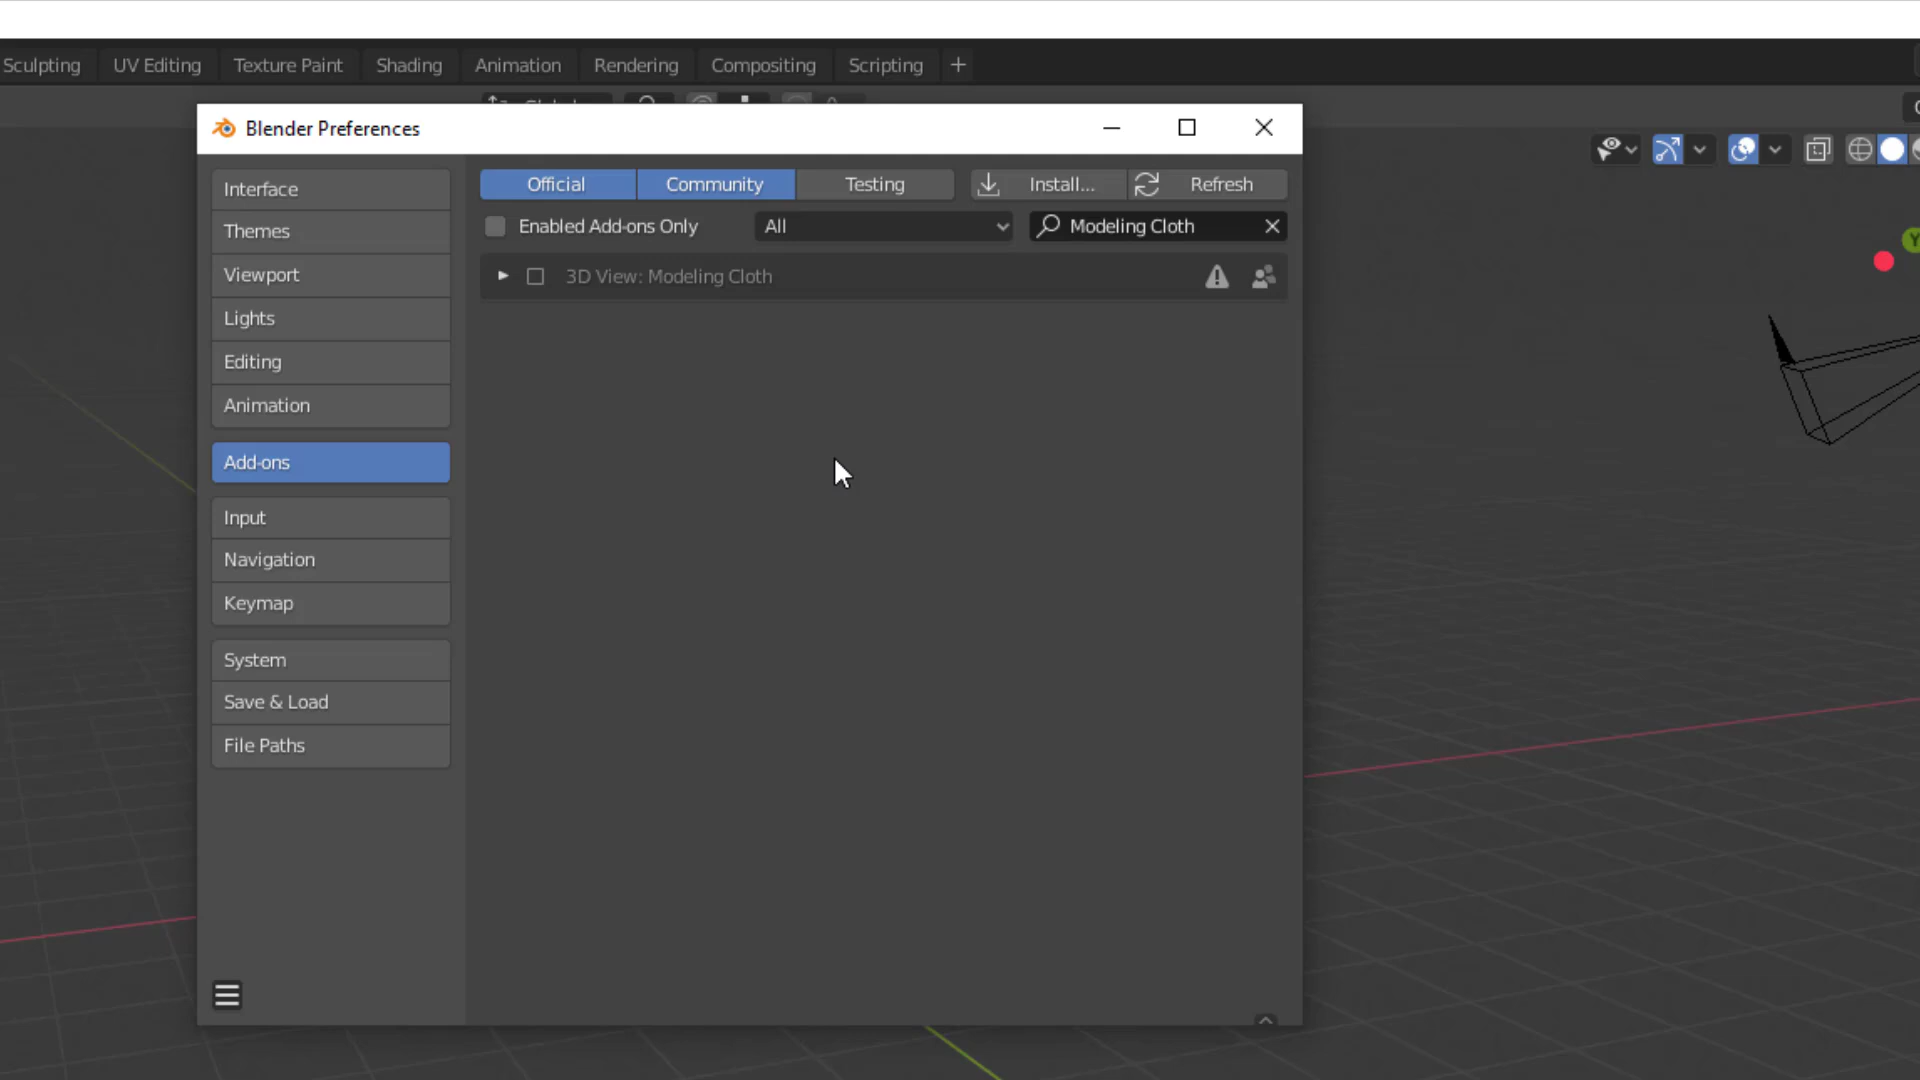 Sculpting UV Editing Texture Paint Shading Animation Rendering Compositing Scripting +
Blender Preferences
Interface
Themes
Viewport
Lights
Editing
Animation
Add-ons
Input
Navigation
Keymap
System
Save & Load
File Paths
Official Community Testing Install... Refresh
Enabled Add-ons Only All Modeling Cloth
3D View: Modeling Cloth
Y